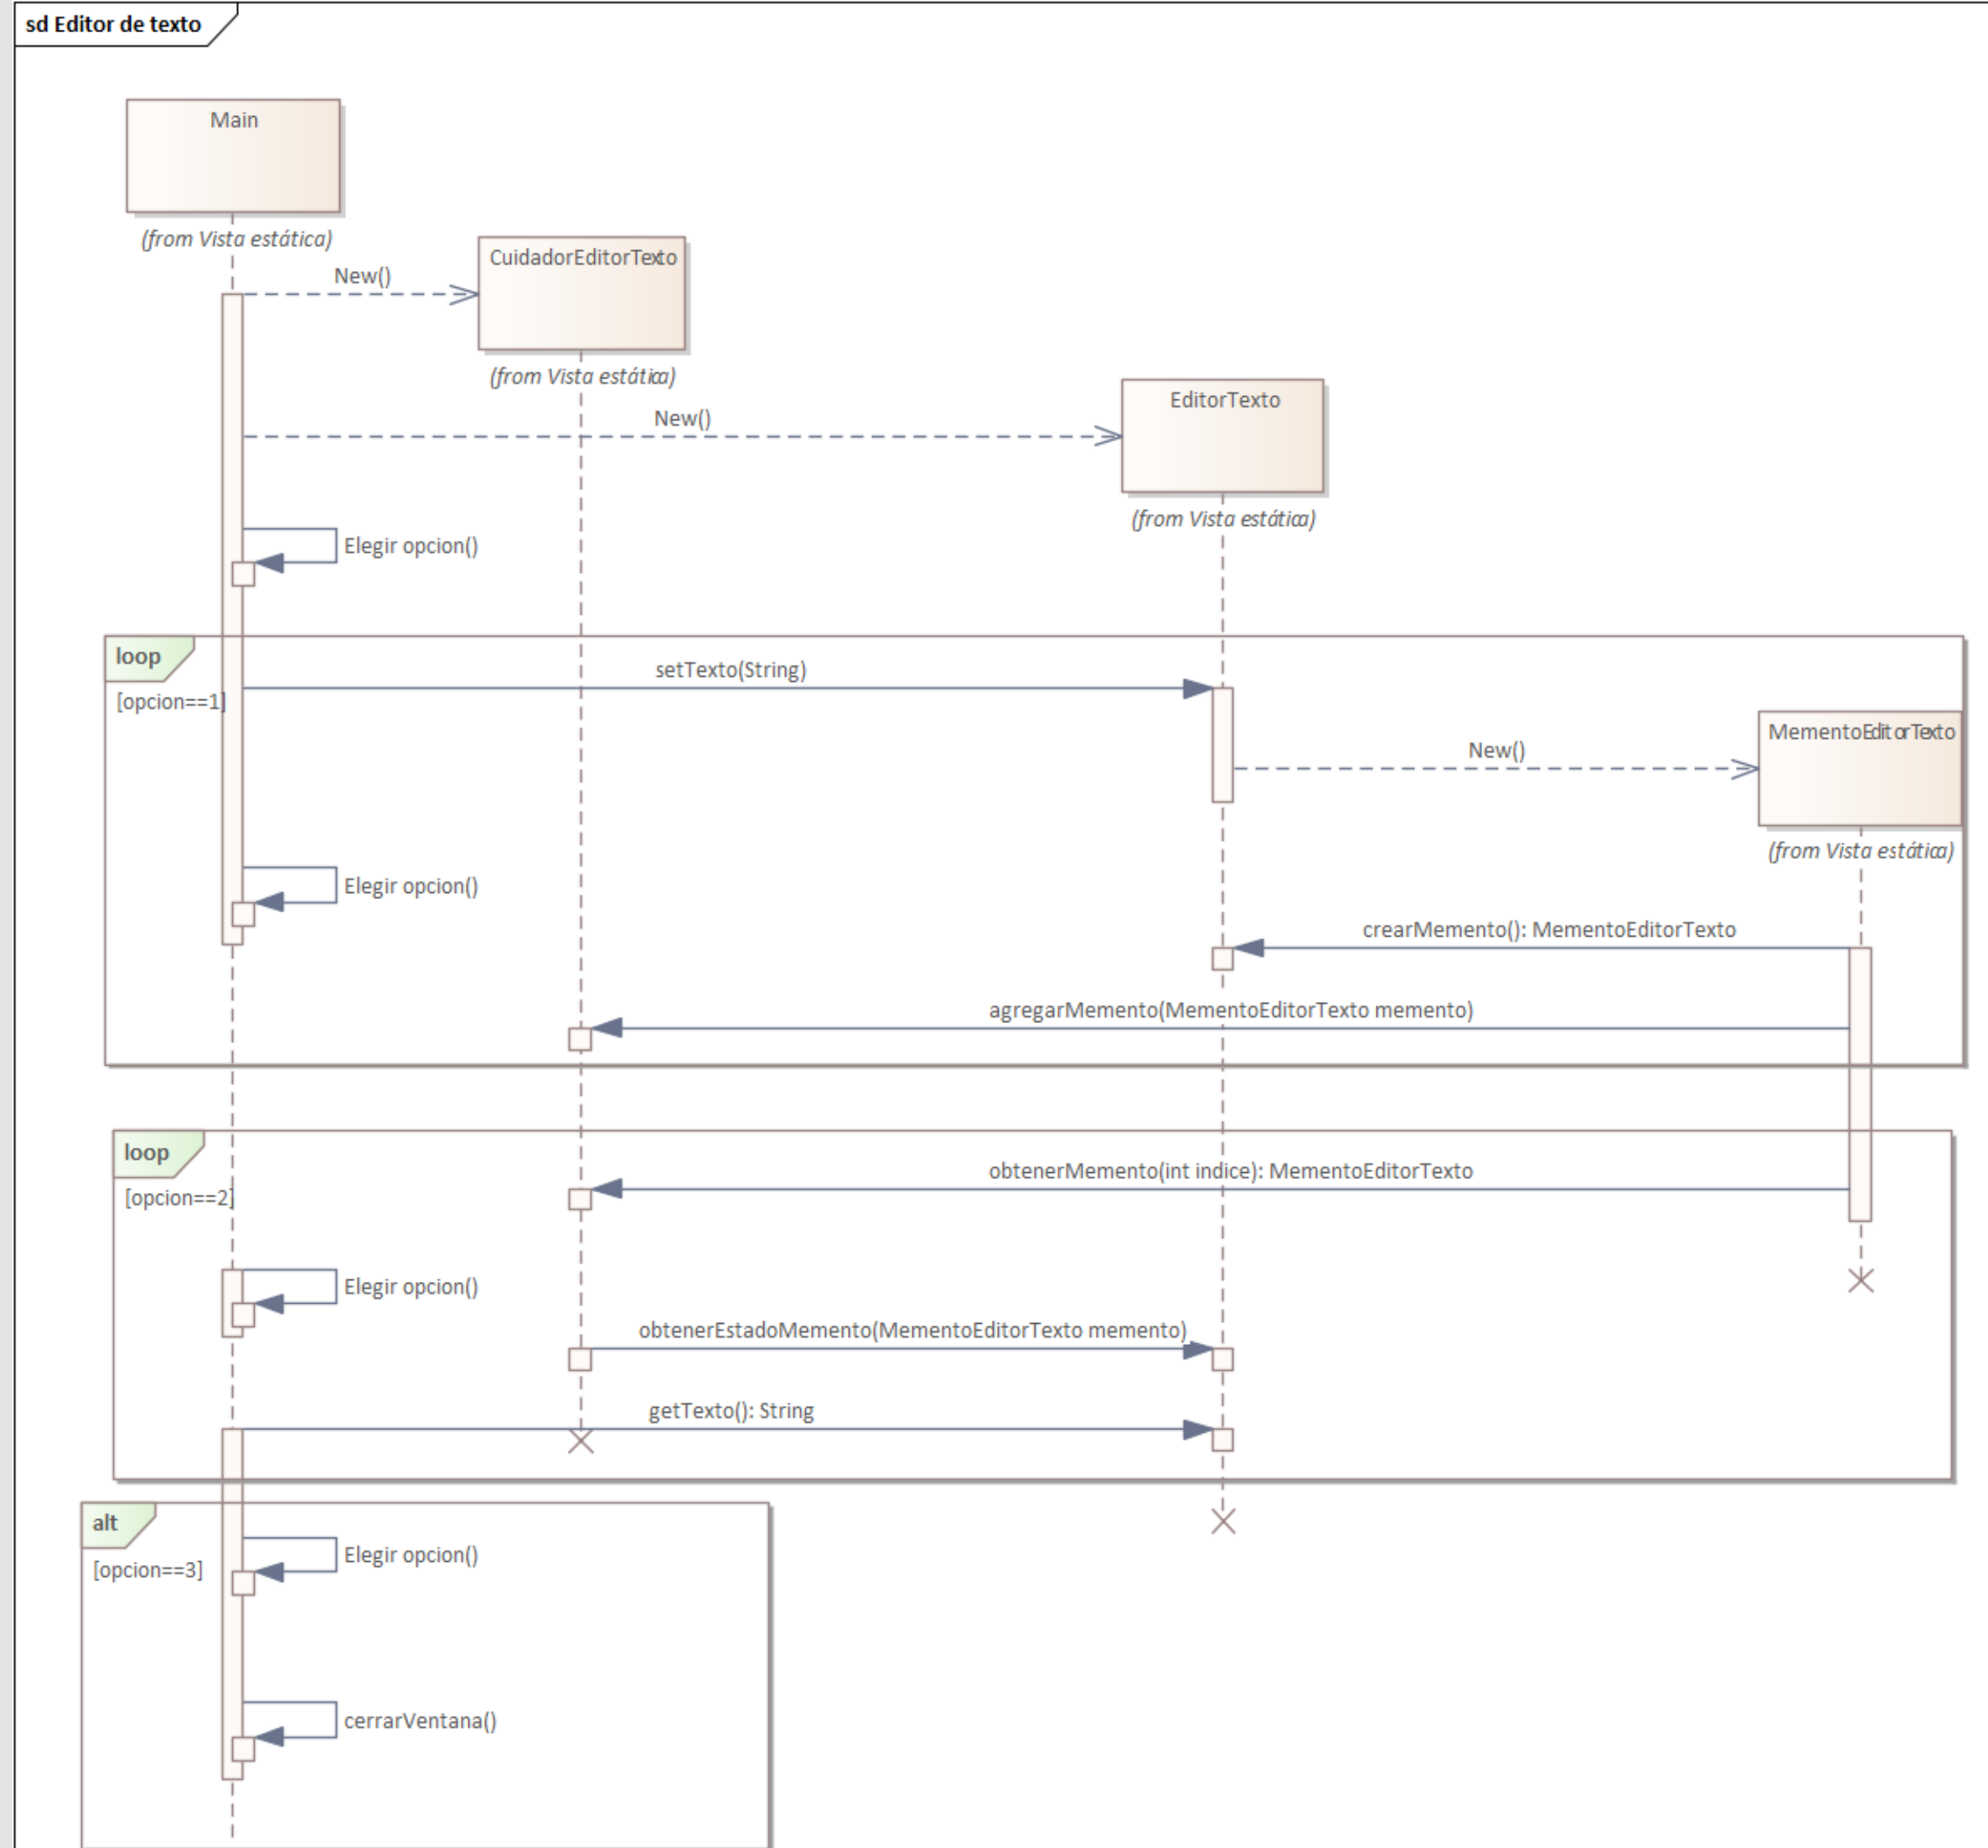 sd Editor de texto
Main
(from Vista estática)
CuidadorEditorTexto
New()
(from Vista estática)
EditorTexto
New()
(from Vista estática)
Elegir opcion()
loop
setTexto(String)
[opcion==1]
MementoEditorTexto
New()
(from Vista estática)
Elegir opcion()
crearMemento(): MementoEditorTexto
agregarMemento(MementoEditorTexto memento)
loop
obtenerMemento(int indice): MementoEditorTexto
[opcion==2]
Elegir opcion()
obtenerEstadoMemento(MementoEditorTexto memento)
getTexto(): String
alt
Elegir opcion()
[opcion==3]
cerrarVentana()